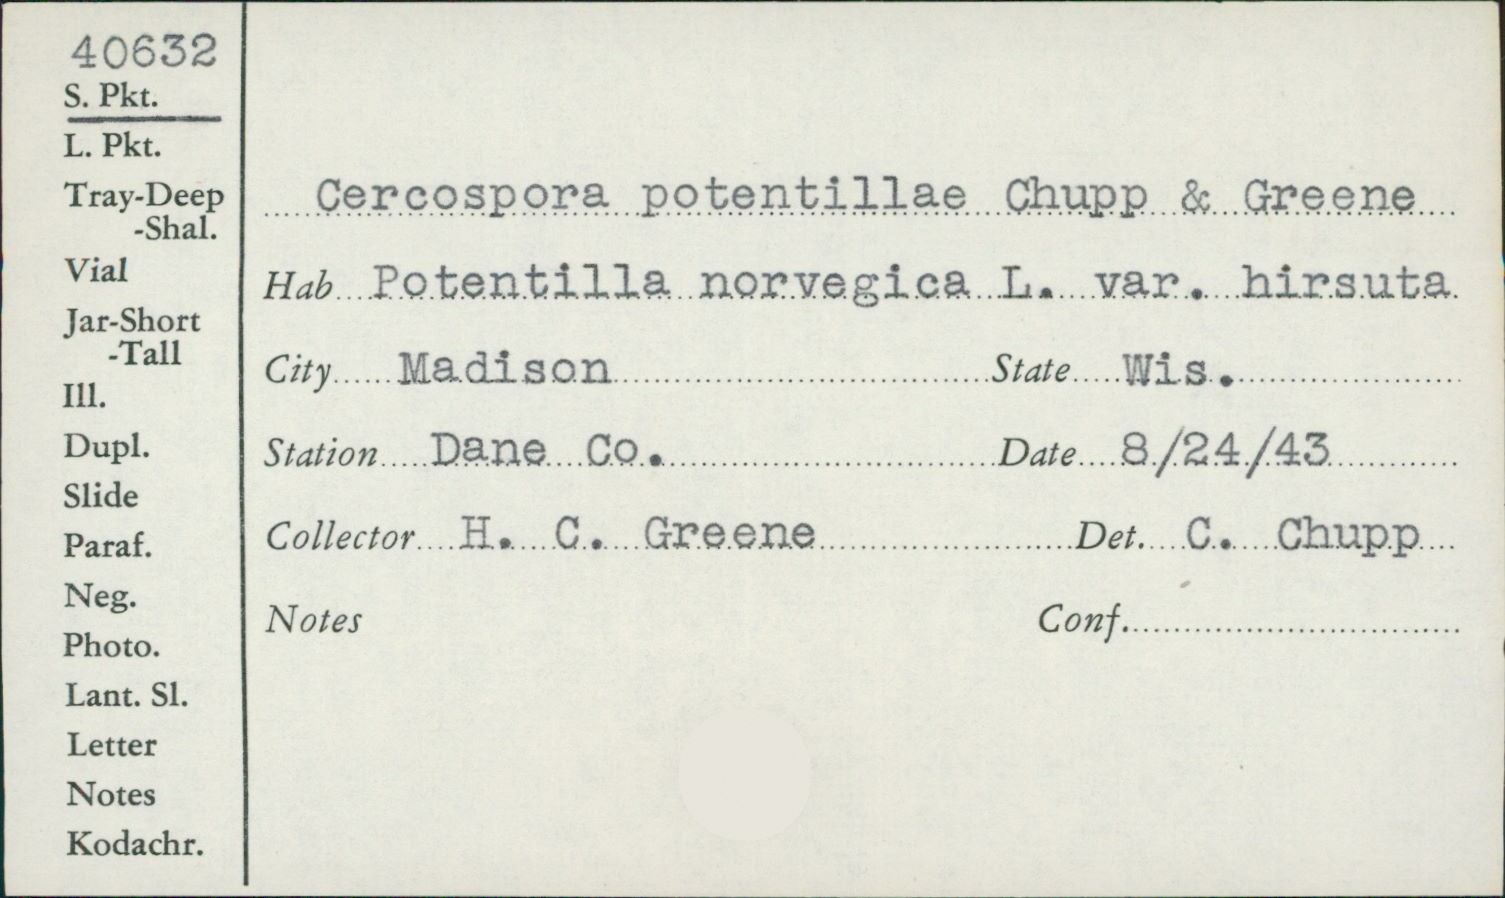 40632
S. Pkt.
L. Pkt.
Tray-Deep
-Shal.
Vial
Jar-Short
-Tall
Ill.
Dupl.
Slide
Paraf.
Neg.
Photo.
Lant. Sl.
Letter
Notes
Kodachr.
Cercospora potentillae Chupp & Greene
Hab Potentilla norvegica L. var. hirsuta
City Madison State Wis.
Station Dane Co. Date 8/24/43
Collector H. C. Greene Det. C. Chupp
Notes Conf.